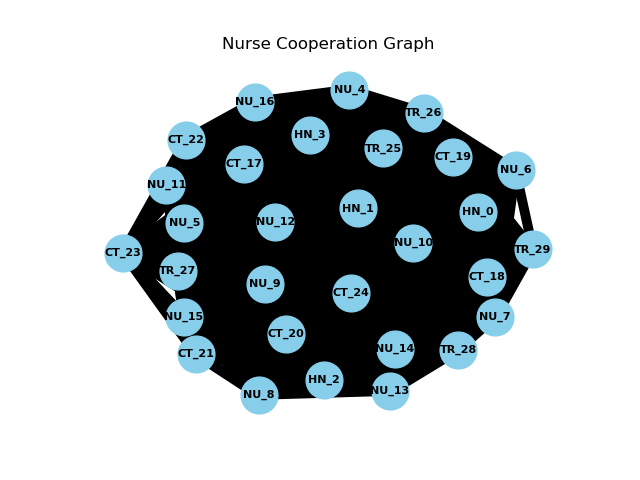 Nurse Cooperation Graph
NU_4
NU_16
TR_26
HN_3
CT_22
TR_25
CT_19
CT_17
NU_6
NU_11
HN_1
HN_0
NU_5
NU_12
NU_10
TR_29
CT_23
TR_27
CT_18
NU_9
CT_24
NU_15
NU_7
CT_20
NU_14
TR_28
CT_21
HN_2
NU_13
NU_8